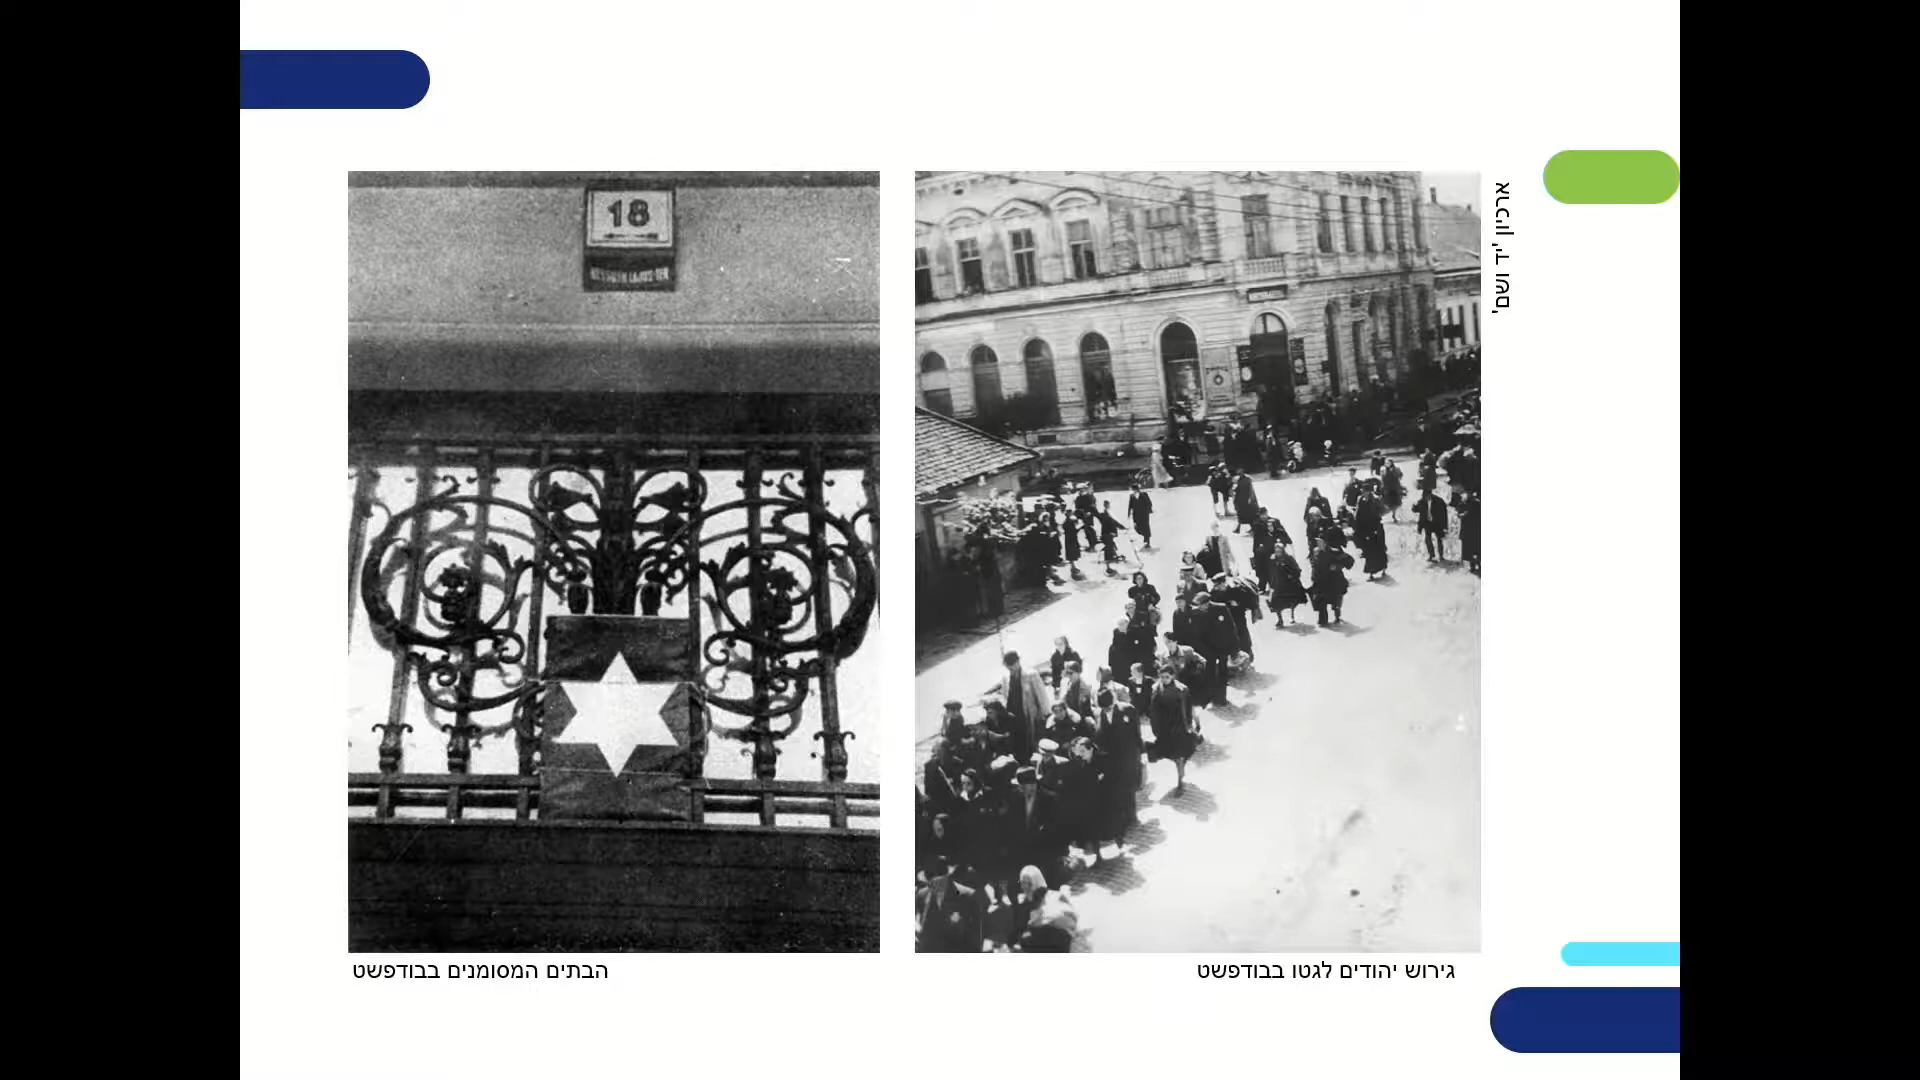 ארכיון 'יד ושם'
18
גירוש יהודים לגטו בבודפשט
הבתים המסומנים בבודפשט